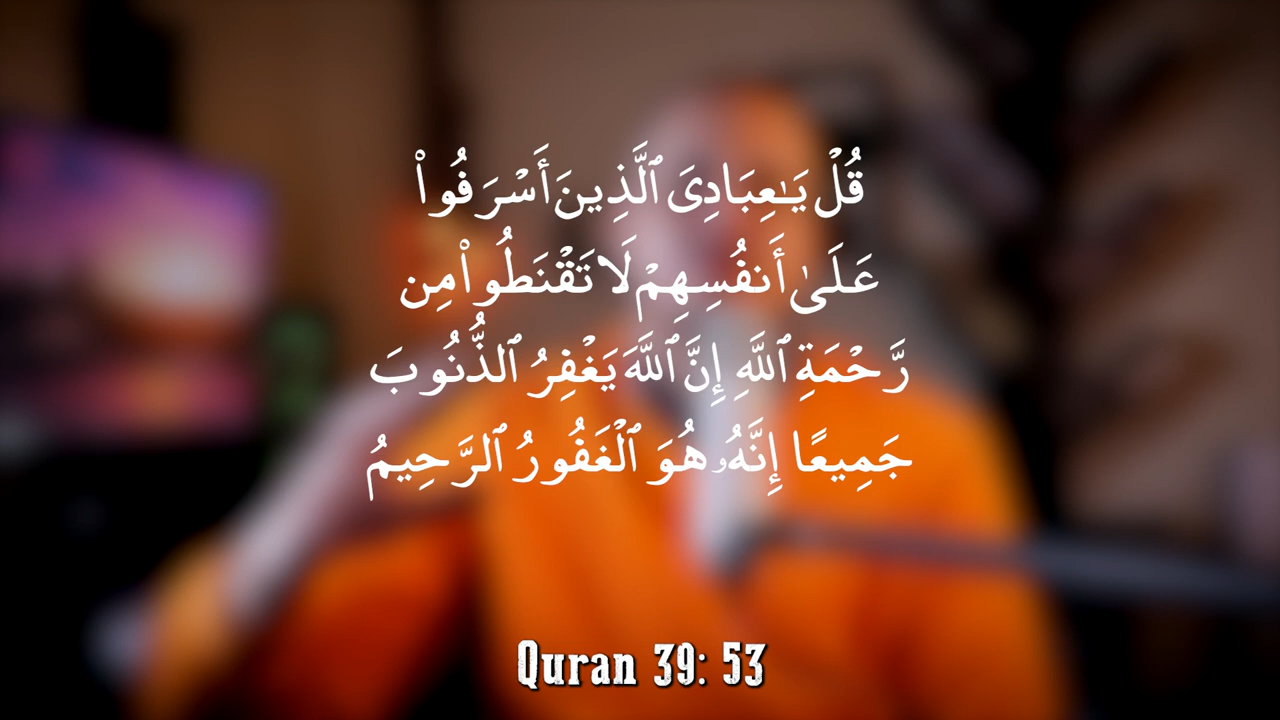 قُلْ يَـٰعِبَادِىَ ٱلَّذِينَ أَسْرَفُوا۟
عَلَىٰٓ أَنفُسِهِمْ لَا تَقْنَطُوا۟ مِن
رَّحْمَةِ ٱللَّهِ إِنَّ ٱللَّهَ يَغْفِرُ ٱلذُّنُوبَ
جَمِيعًا إِنَّهُۥ هُوَ ٱلْغَفُورُ ٱلرَّحِيمُ
Quran 39: 53